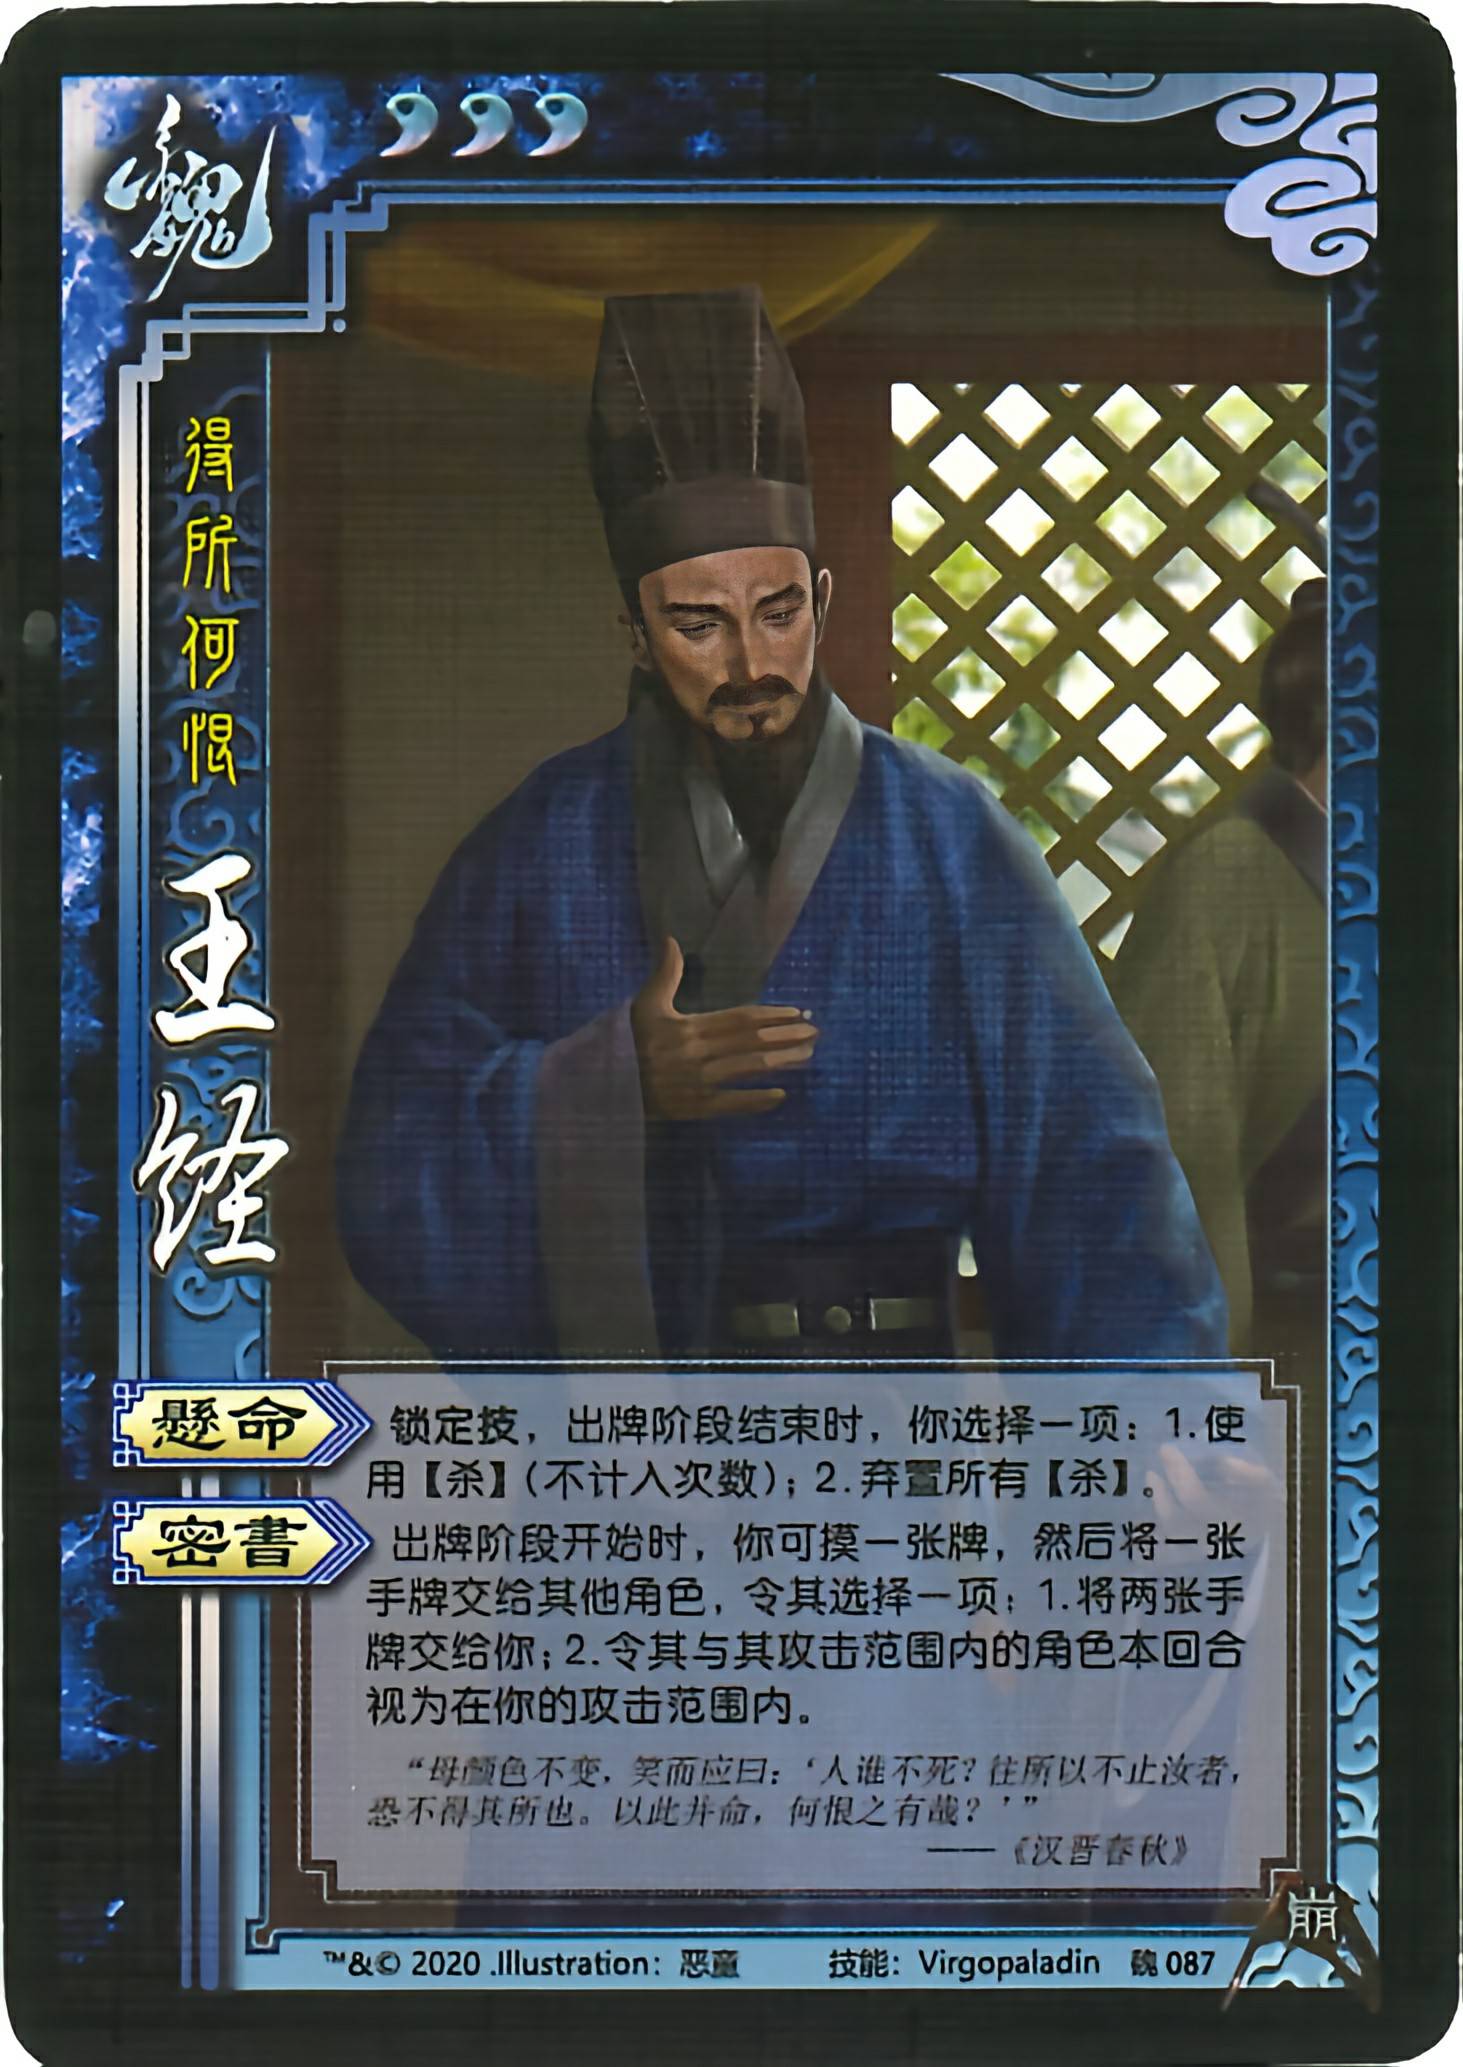 魏
得所何恨
王经
懸命
锁定技，出牌阶段结束时，你选择一项：1.使
用【杀】（不计入次数）；2.弃置所有【杀】。
密書
出牌阶段开始时，你可摸一张牌，然后将一张
手牌交给其他角色，令其选择一项：1.将两张手
牌交给你；2.令其与其攻击范围内的角色本回合
视为在你的攻击范围内。
“母颜色不变，笑而应曰：‘人谁不死？往所以不止汝者，
恐不得其所也。以此并命，何恨之有哉？’”
——《汉晋春秋》
崩
™&© 2020 .Illustration：恶童 技能：Virgopaladin 魏 087